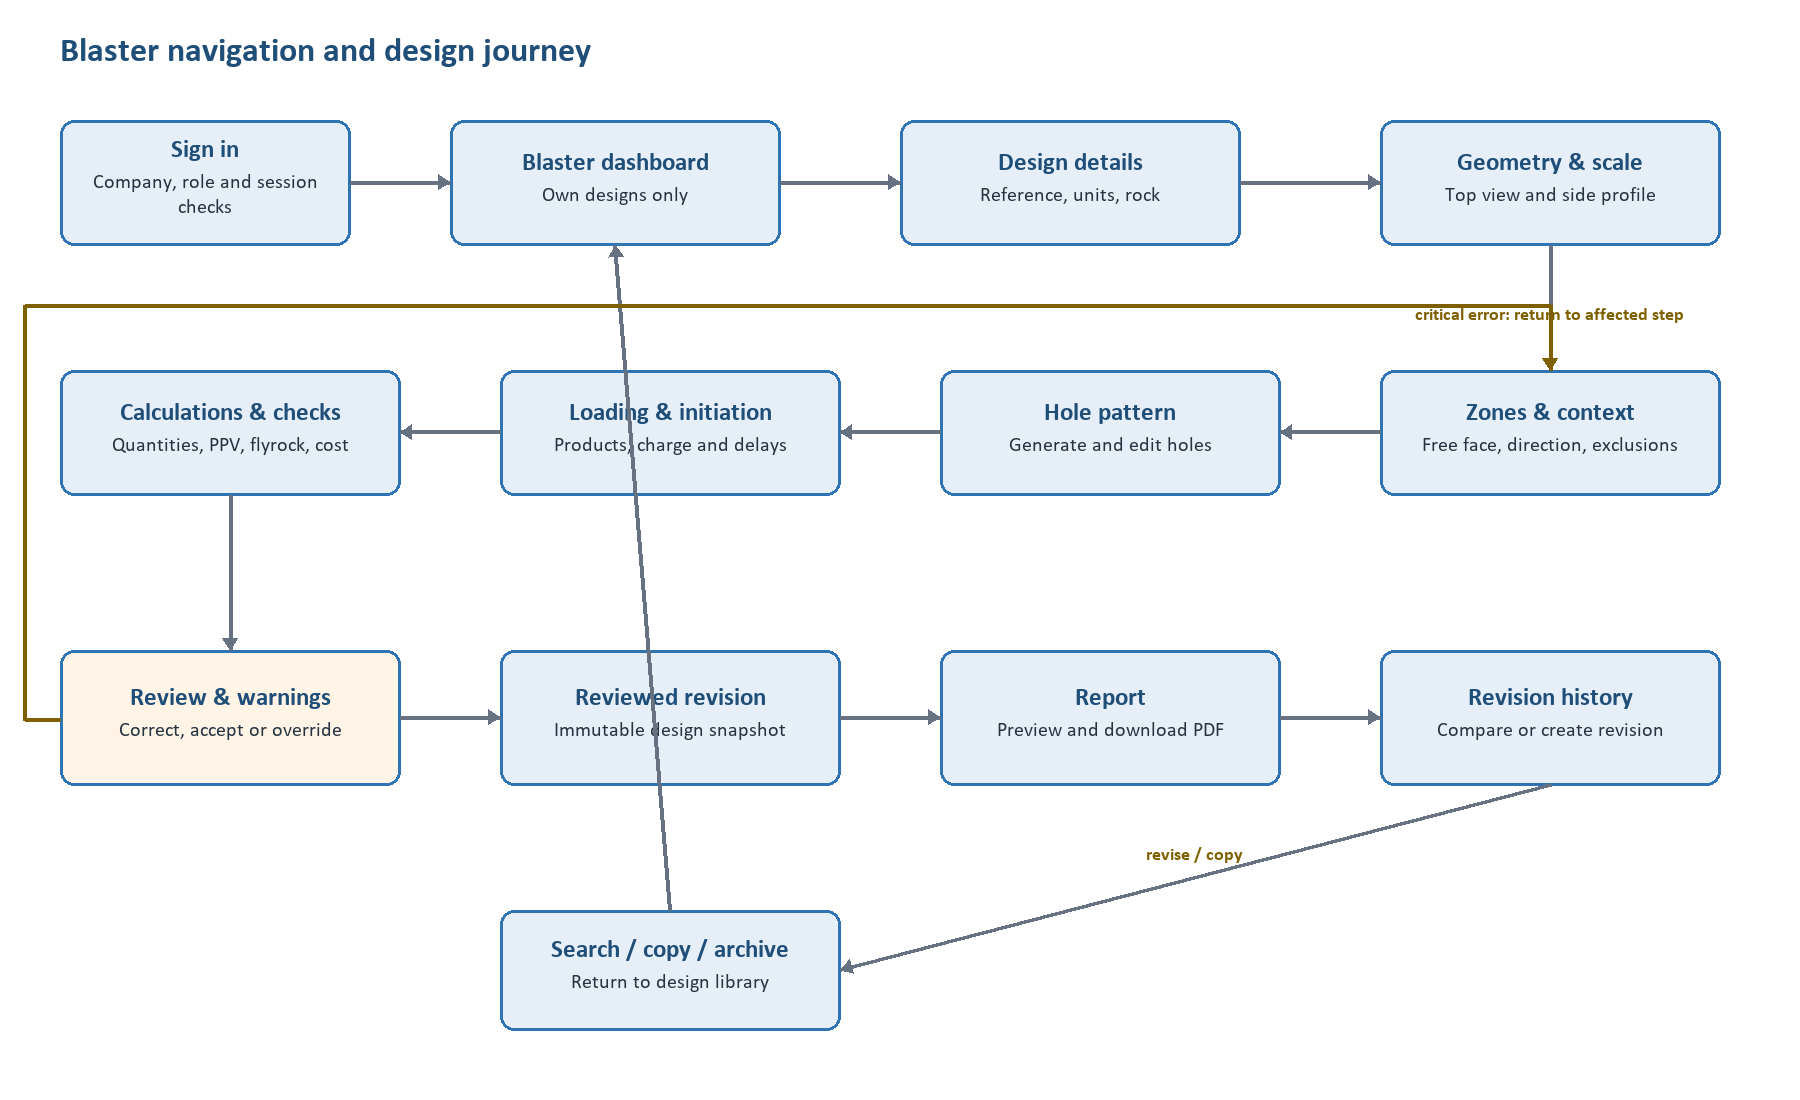 Blaster navigation and design journey
Sign in
Company, role and session
checks
Blaster dashboard
Own designs only
Design details
Reference, units, rock
Geometry & scale
Top view and side profile
critical error: return to affected step
Calculations & checks
Quantities, PPV, flyrock, cost
Loading & initiation
Products, charge and delays
Hole pattern
Generate and edit holes
Zones & context
Free face, direction, exclusions
Review & warnings
Correct, accept or override
Reviewed revision
Immutable design snapshot
Report
Preview and download PDF
Revision history
Compare or create revision
revise / copy
Search / copy / archive
Return to design library